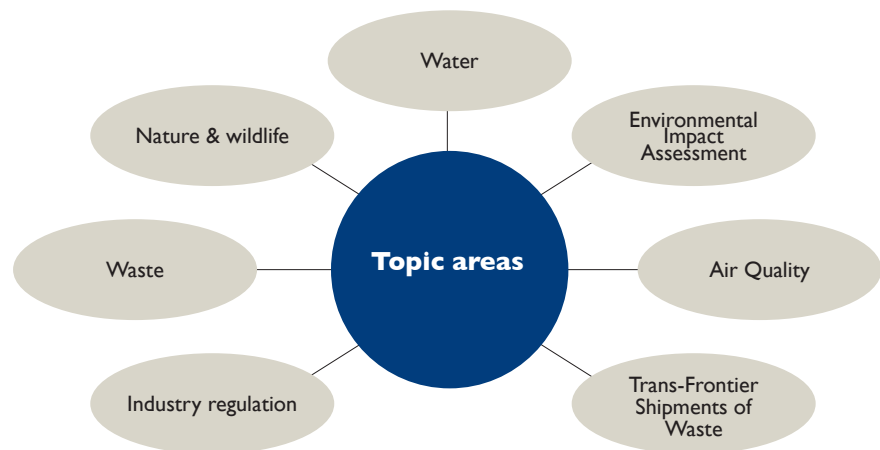 Water
Nature & wildlife
Environmental
Impact
Assessment
Topic areas
Waste
Air Quality
Industry regulation
Trans-Frontier
Shipments of
Waste